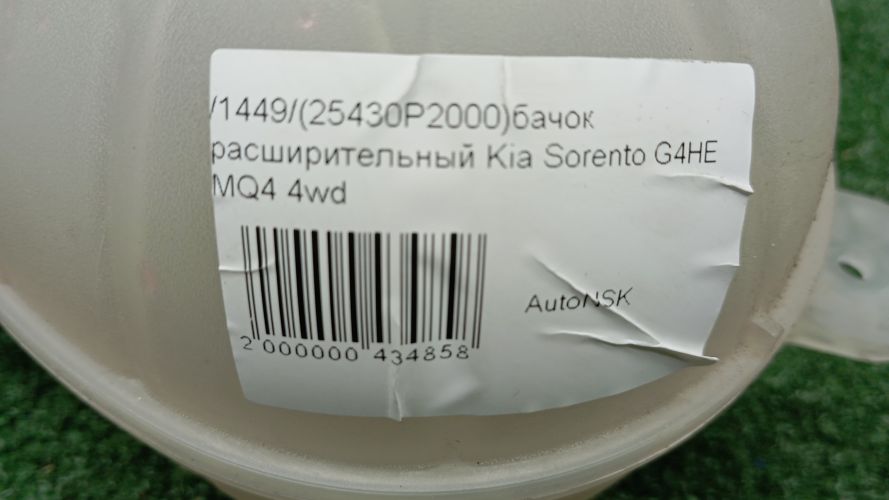 /1449/(25430P2000)бачок
расширительный Kia Sorento G4HE
MQ4 4wd
AutoNSK
2 000000 434858